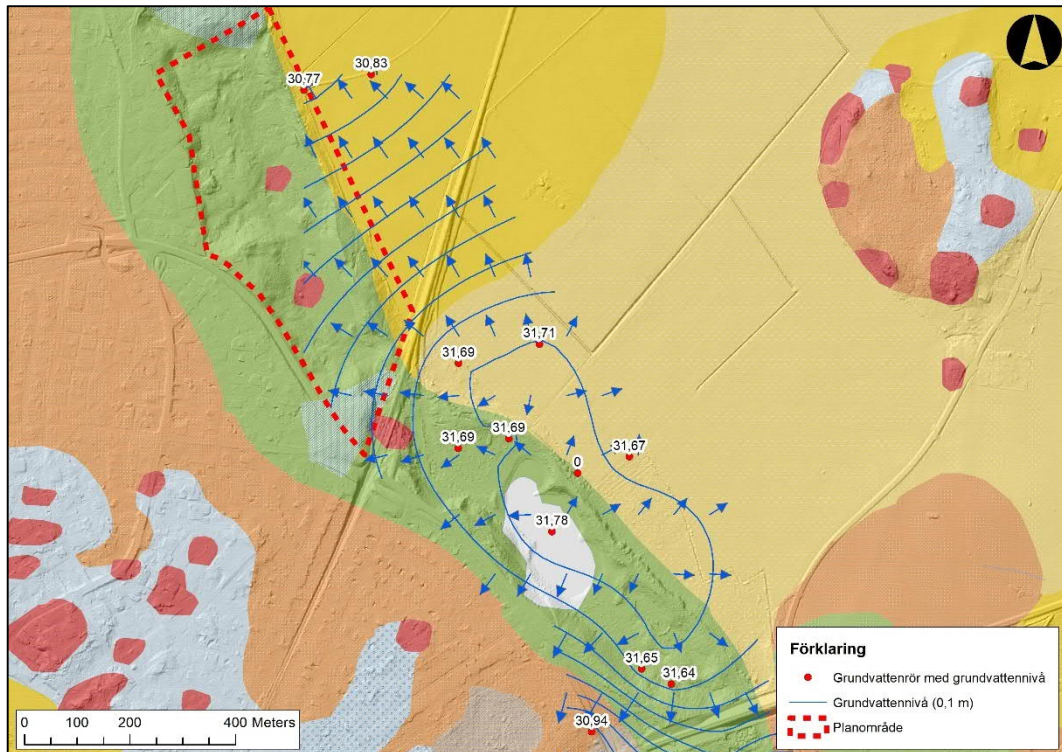 30,83
30,77
31,71
31,69
31,69
31,69
31,67
0
31,78
31,65
31,64
30,94
Förklaring
Grundvattenrör med grundvattennivå
Grundvattennivå (0,1 m)
Planområde
0 100 200 400 Meters